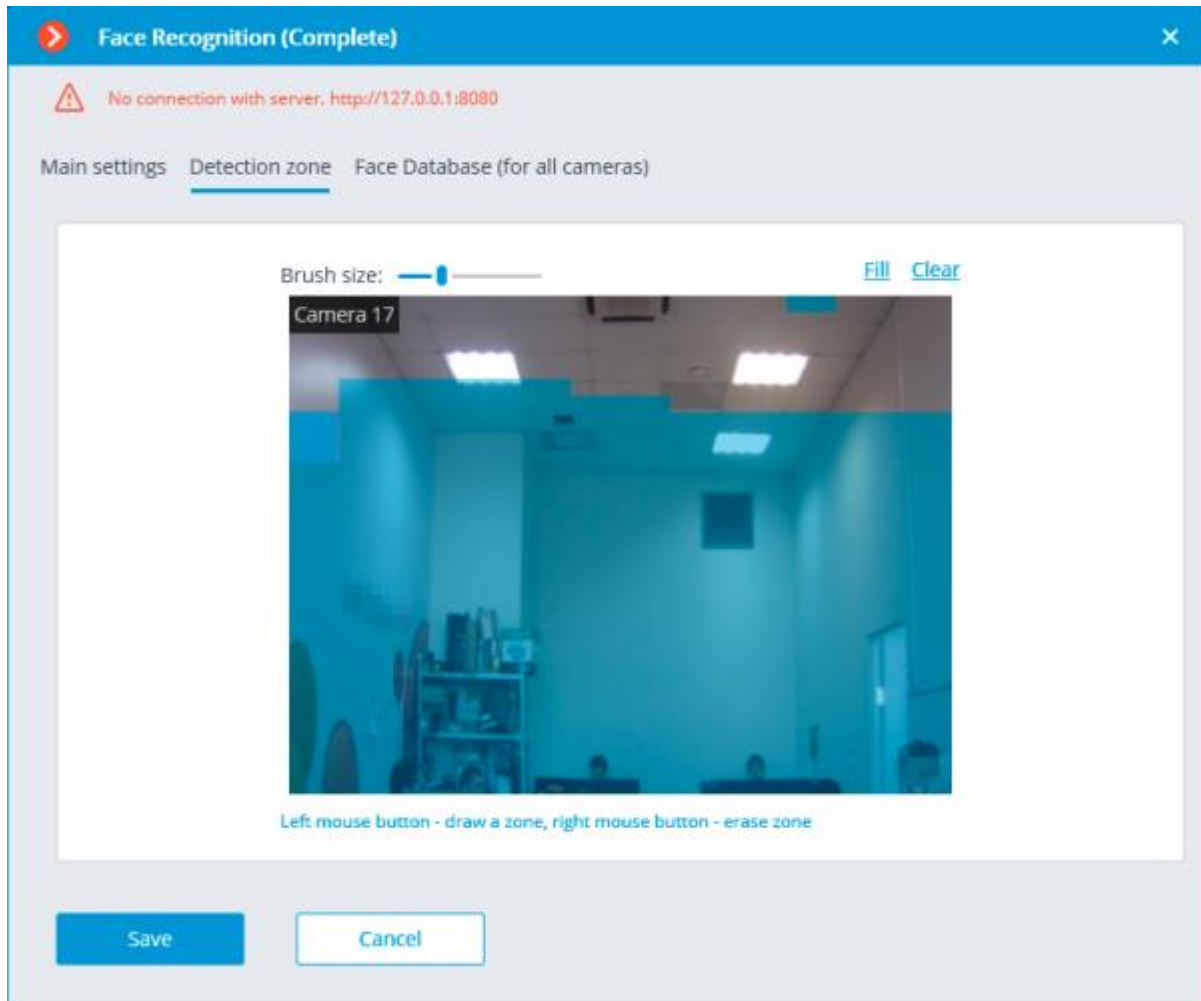 Face Recognition (Complete)
No connection with server. http://127.0.0.1:8080
Main settings Detection zone Face Database (for all cameras)
Brush size: Fill Clear
Camera 17
Left mouse button - draw a zone, right mouse button - erase zone
Save Cancel